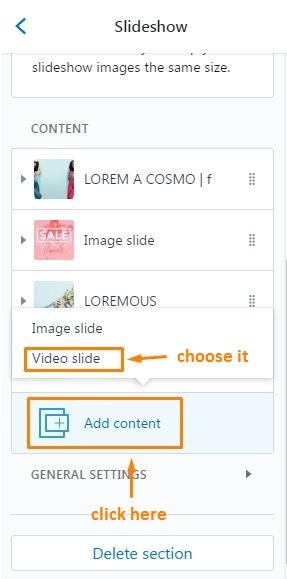 Slideshow
slideshow images the same size.
CONTENT
LOREM A COSMO | f
SALE
Image slide
LOREMOUS
Image slide
Video slide
choose it
Add content
GENERAL SETTINGS
click here
Delete section